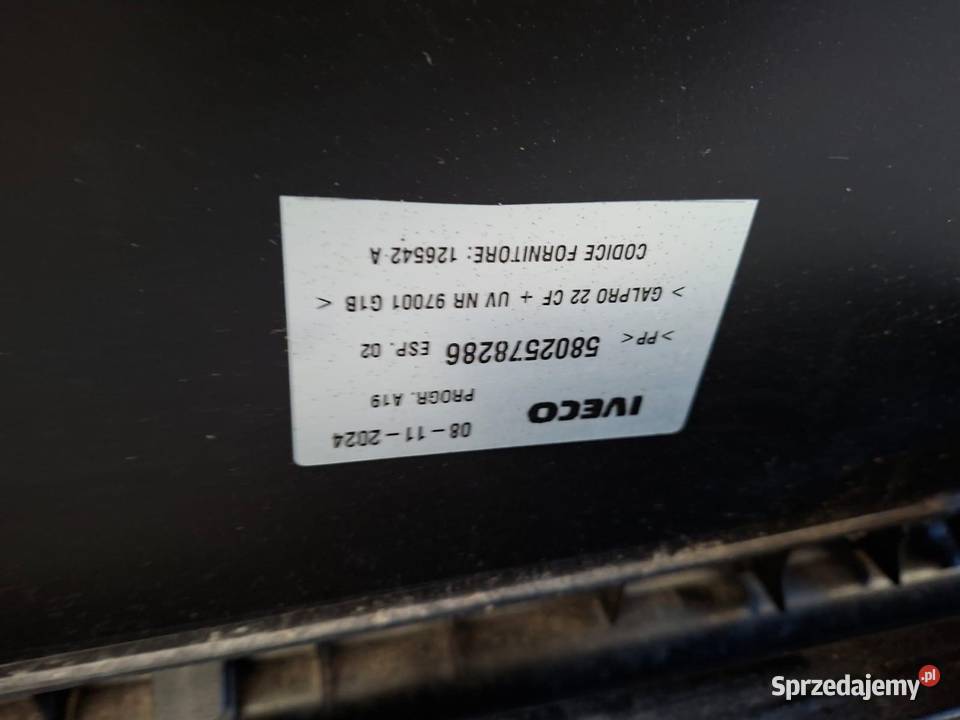 08-11-2024
IVECO PROGR. A19
>PP< 5802578286 ESP. 02
> GALPRO 22 CF + UV NR 97001 G1B <
CODICE FORNITORE: 126542 A
Sprzedajemy.pl